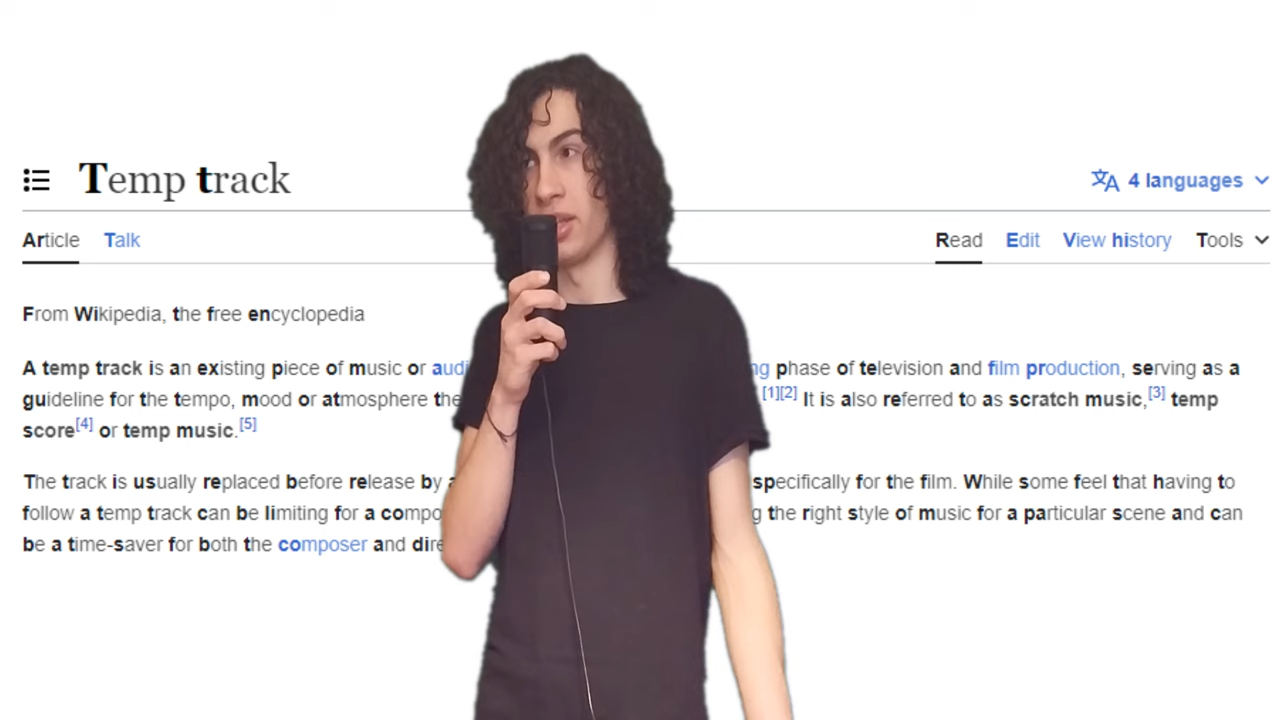 Temp track
4 languages
Article Talk
Read Edit View history Tools
From Wikipedia, the free encyclopedia
A temp track is an existing piece of music or phase of television and film production, serving as a
guideline for the tempo, mood or atmosphere [1][2] It is also referred to as scratch music,[3] temp
score[4] or temp music.[5]
The track is usually replaced before release by specifically for the film. While some feel that having to
follow a temp track can be limiting for a the right style of music for a particular scene and can
be a time-saver for both the composer and